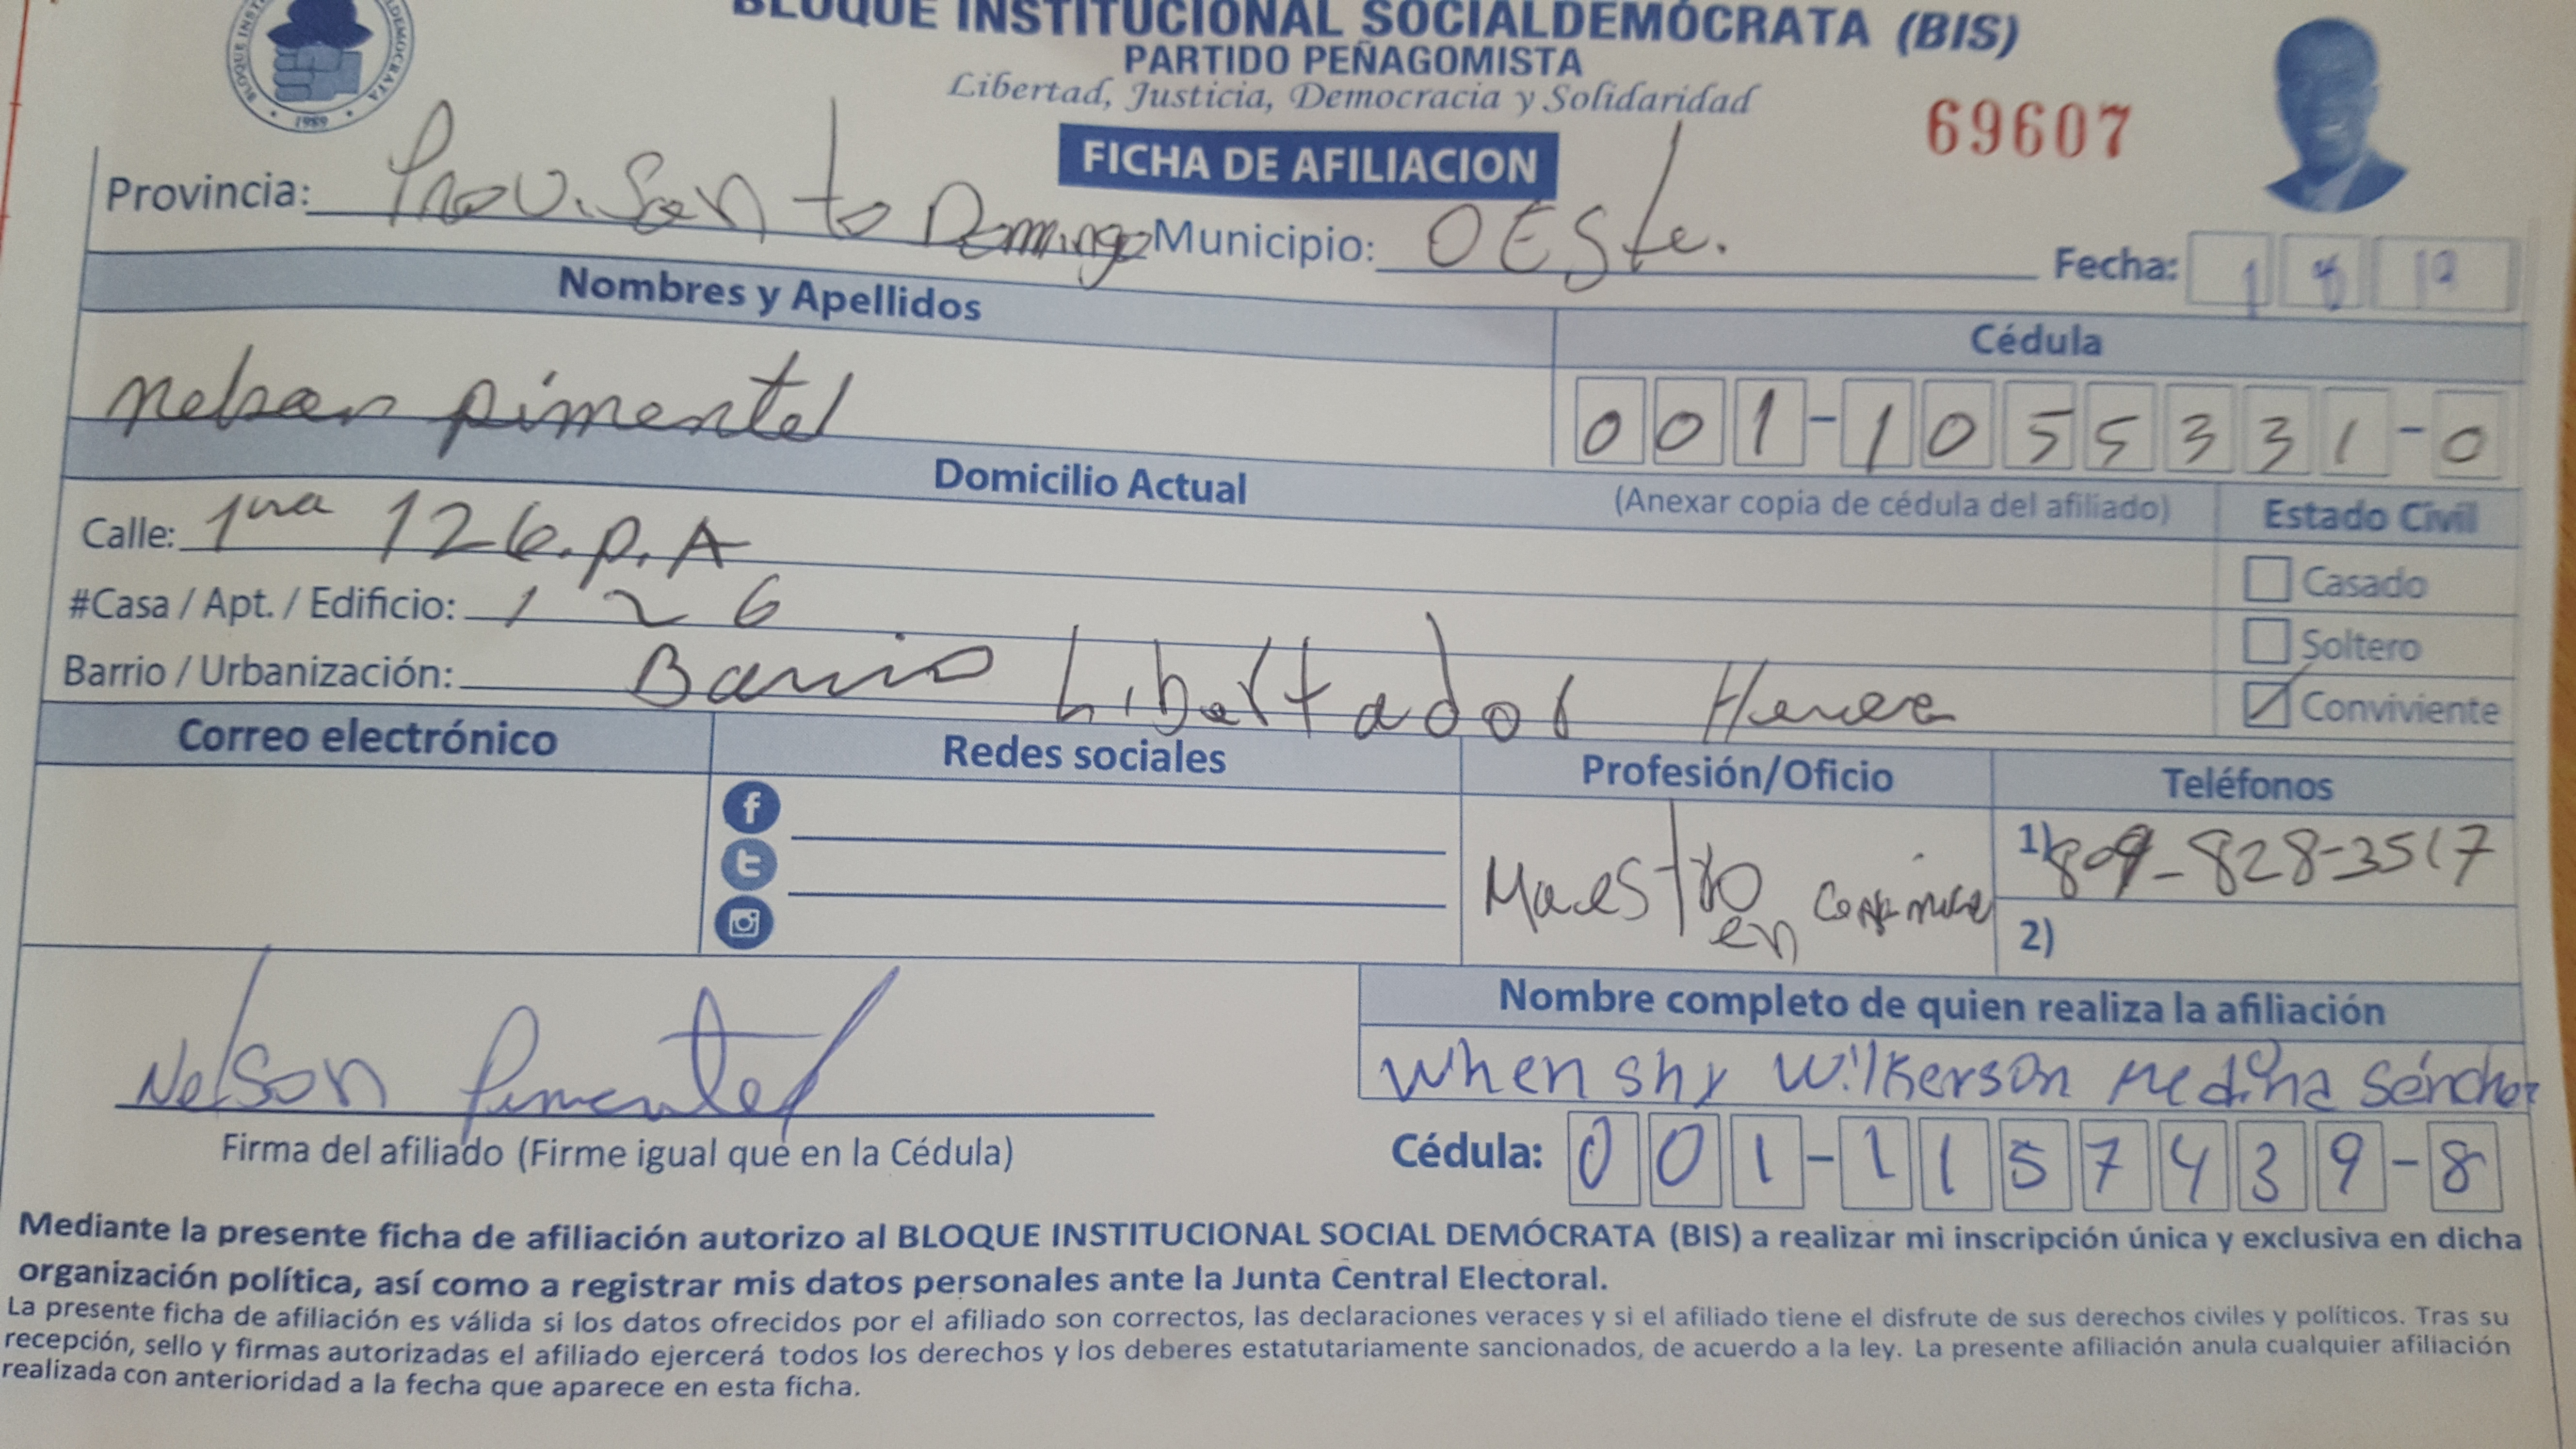 BLOQUE INSTITUCIONAL SOCIALDEMÓCRATA (BIS)
PARTIDO PEÑAGOMISTA
Libertad, Justicia, Democracia y Solidaridad
1989
69607
FICHA DE AFILIACION
Provincia: Prov. Santo Domingo Municipio: OESte. Fecha: 1
Nombres y Apellidos
Cédula
nelson pimentel
001-1055331-0
Domicilio Actual
(Anexar copia de cédula del afiliado)
Estado Civil
Calle: 1ra 126.P.A
Casado
#Casa / Apt. / Edificio: 126
Soltero
Barrio / Urbanización: Barrio Libertador Herrera
Conviviente
Correo electrónico
Redes sociales
Profesión/Oficio
Teléfonos
Maestro en
1) 809-828-3517
2)
Nombre completo de quien realiza la afiliación
Nelson Pimentel
whenshy Wilkerson Medina Sánchez
Firma del afiliado (Firme igual que en la Cédula)
Cédula: 001-1157439-8
Mediante la presente ficha de afiliación autorizo al BLOQUE INSTITUCIONAL SOCIAL DEMÓCRATA (BIS) a realizar mi inscripción única y exclusiva en dicha
organización política, así como a registrar mis datos personales ante la Junta Central Electoral.
La presente ficha de afiliación es válida si los datos ofrecidos por el afiliado son correctos, las declaraciones veraces y si el afiliado tiene el disfrute de sus derechos civiles y políticos. Tras su
recepción, sello y firmas autorizadas el afiliado ejercerá todos los derechos y los deberes estatutariamente sancionados, de acuerdo a la ley. La presente afiliación anula cualquier afiliación
realizada con anterioridad a la fecha que aparece en esta ficha.